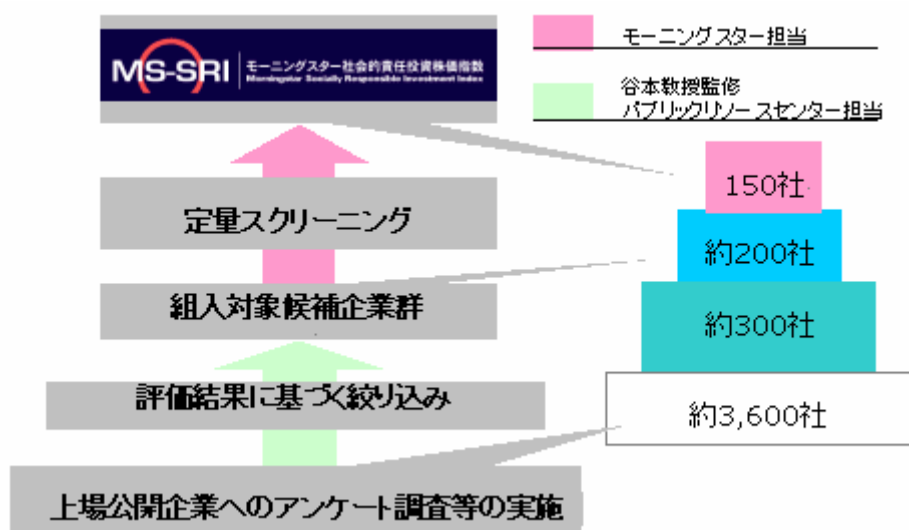 MS-SRI
モーニングスター社会的責任投資株価指数
Morningstar Socially Responsible Investment Index
モーニングスター担当
谷本教授監修
パブリックリソースセンター担当
150社
定量スクリーニング
約200社
組入対象候補企業群
約300社
評価結果に基づく絞り込み
約3,600社
上場公開企業へのアンケート調査等の実施